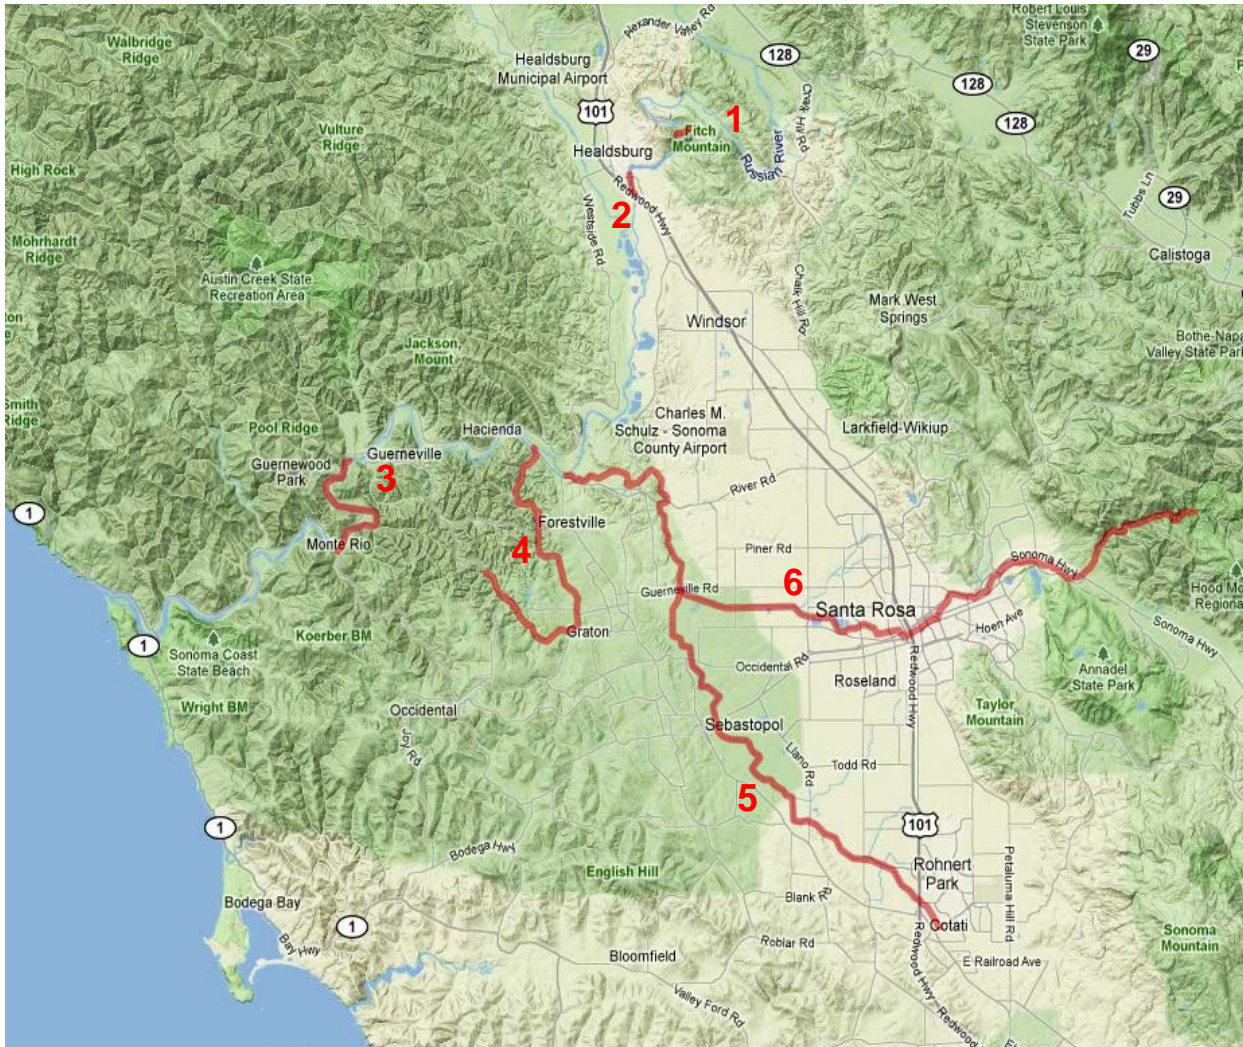 Robert Louis
Stevenson
State Park
Alexander Valley Rd
Walbridge
Ridge
29
128
Healdsburg
Municipal Airport
128
101
Chalk Hill Rd
1
128
Vulture
Ridge
Fitch
Mountain
Healdsburg
Russian River
High Rock
Redwood Hwy
2
Tubbs Ln
29
Westside Rd
Mohrhardt
Ridge
Calistoga
Austin Creek State
Recreation Area
Chalk Hill Rd
Mark West
Springs
ton
Windsor
Jackson,
Mount
Bothe-Napa
Valley State Park
Smith
Ridge
Charles M.
Schulz - Sonoma
County Airport
Pool Ridge
Hacienda
Larkfield-Wikiup
Guerneville
Guernewood
Park
3
River Rd
1
Forestville
Monte Rio
4
Piner Rd
Sonoma Hwy
6
Guerneville Rd
Hood Mo
Regional
Santa Rosa
Koerber BM
Graton
Hoen Ave
Sonoma Hwy
1
Sonoma Coast
State Beach
Occidental Rd
Redwood Hwy
Annadel
State Park
Roseland
Wright BM
Occidental
Taylor
Mountain
Sebastopol
Joy Rd
Llano Rd
Todd Rd
5
1
101
Bodega Hwy
Petaluma Hill Rd
English Hill
Rohnert
Park
Blank Rd
Bodega Bay
1
Cotati
Sonoma
Mountain
Bay Hwy
Roblar Rd
Bloomfield
E Railroad Ave
Redwood Hwy
Redwood
Valley Ford Rd